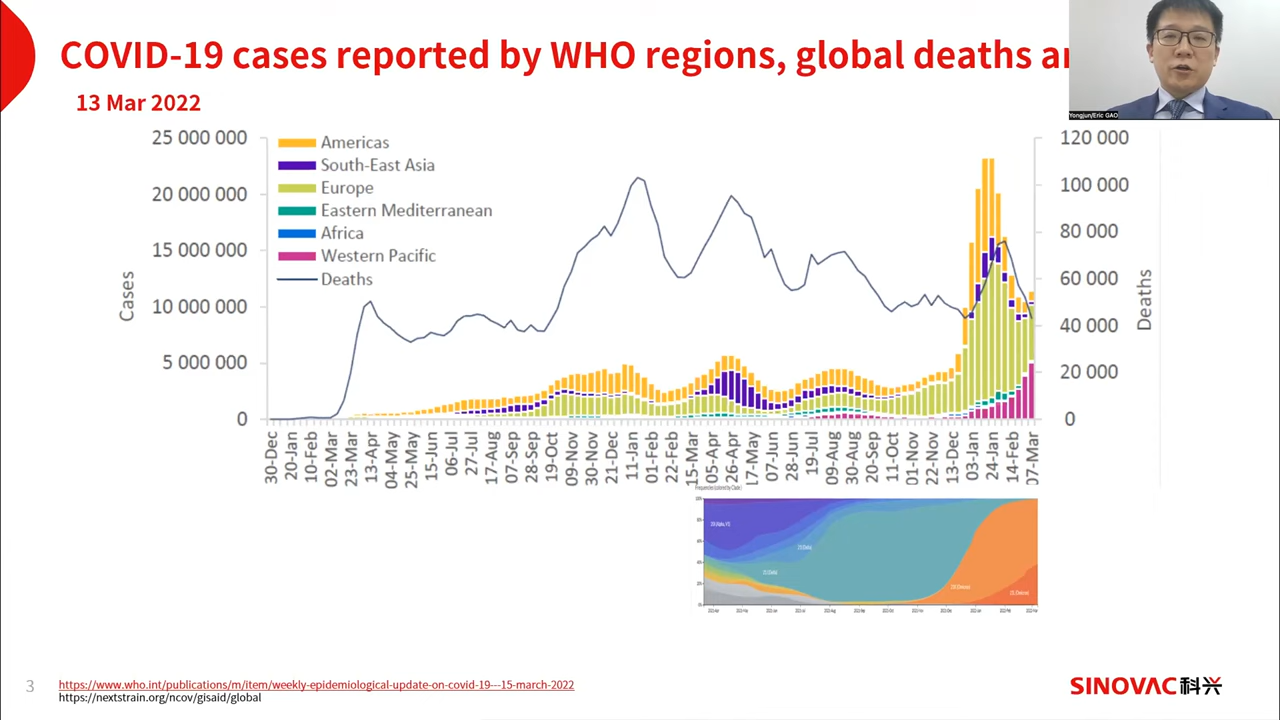 COVID-19 cases reported by WHO regions, global deaths
13 Mar 2022
Yongjun/Eric GAO
25 000 000
20 000 000
15 000 000
10 000 000
5 000 000
0
Cases
Americas
South-East Asia
Europe
Eastern Mediterranean
Africa
Western Pacific
Deaths
120 000
100 000
80 000
60 000
40 000
20 000
0
Deaths
30-Dec
20-Jan
10-Feb
02-Mar
23-Mar
13-Apr
04-May
25-May
15-Jun
06-Jul
27-Jul
17-Aug
07-Sep
28-Sep
19-Oct
09-Nov
30-Nov
21-Dec
11-Jan
01-Feb
22-Feb
15-Mar
05-Apr
26-Apr
17-May
07-Jun
28-Jun
19-Jul
09-Aug
30-Aug
20-Sep
11-Oct
01-Nov
22-Nov
13-Dec
03-Jan
24-Jan
14-Feb
07-Mar
3
https://www.who.int/publications/m/item/weekly-epidemiological-update-on-covid-19---15-march-2022
https://nextstrain.org/ncov/gisaid/global
SINOVAC科兴